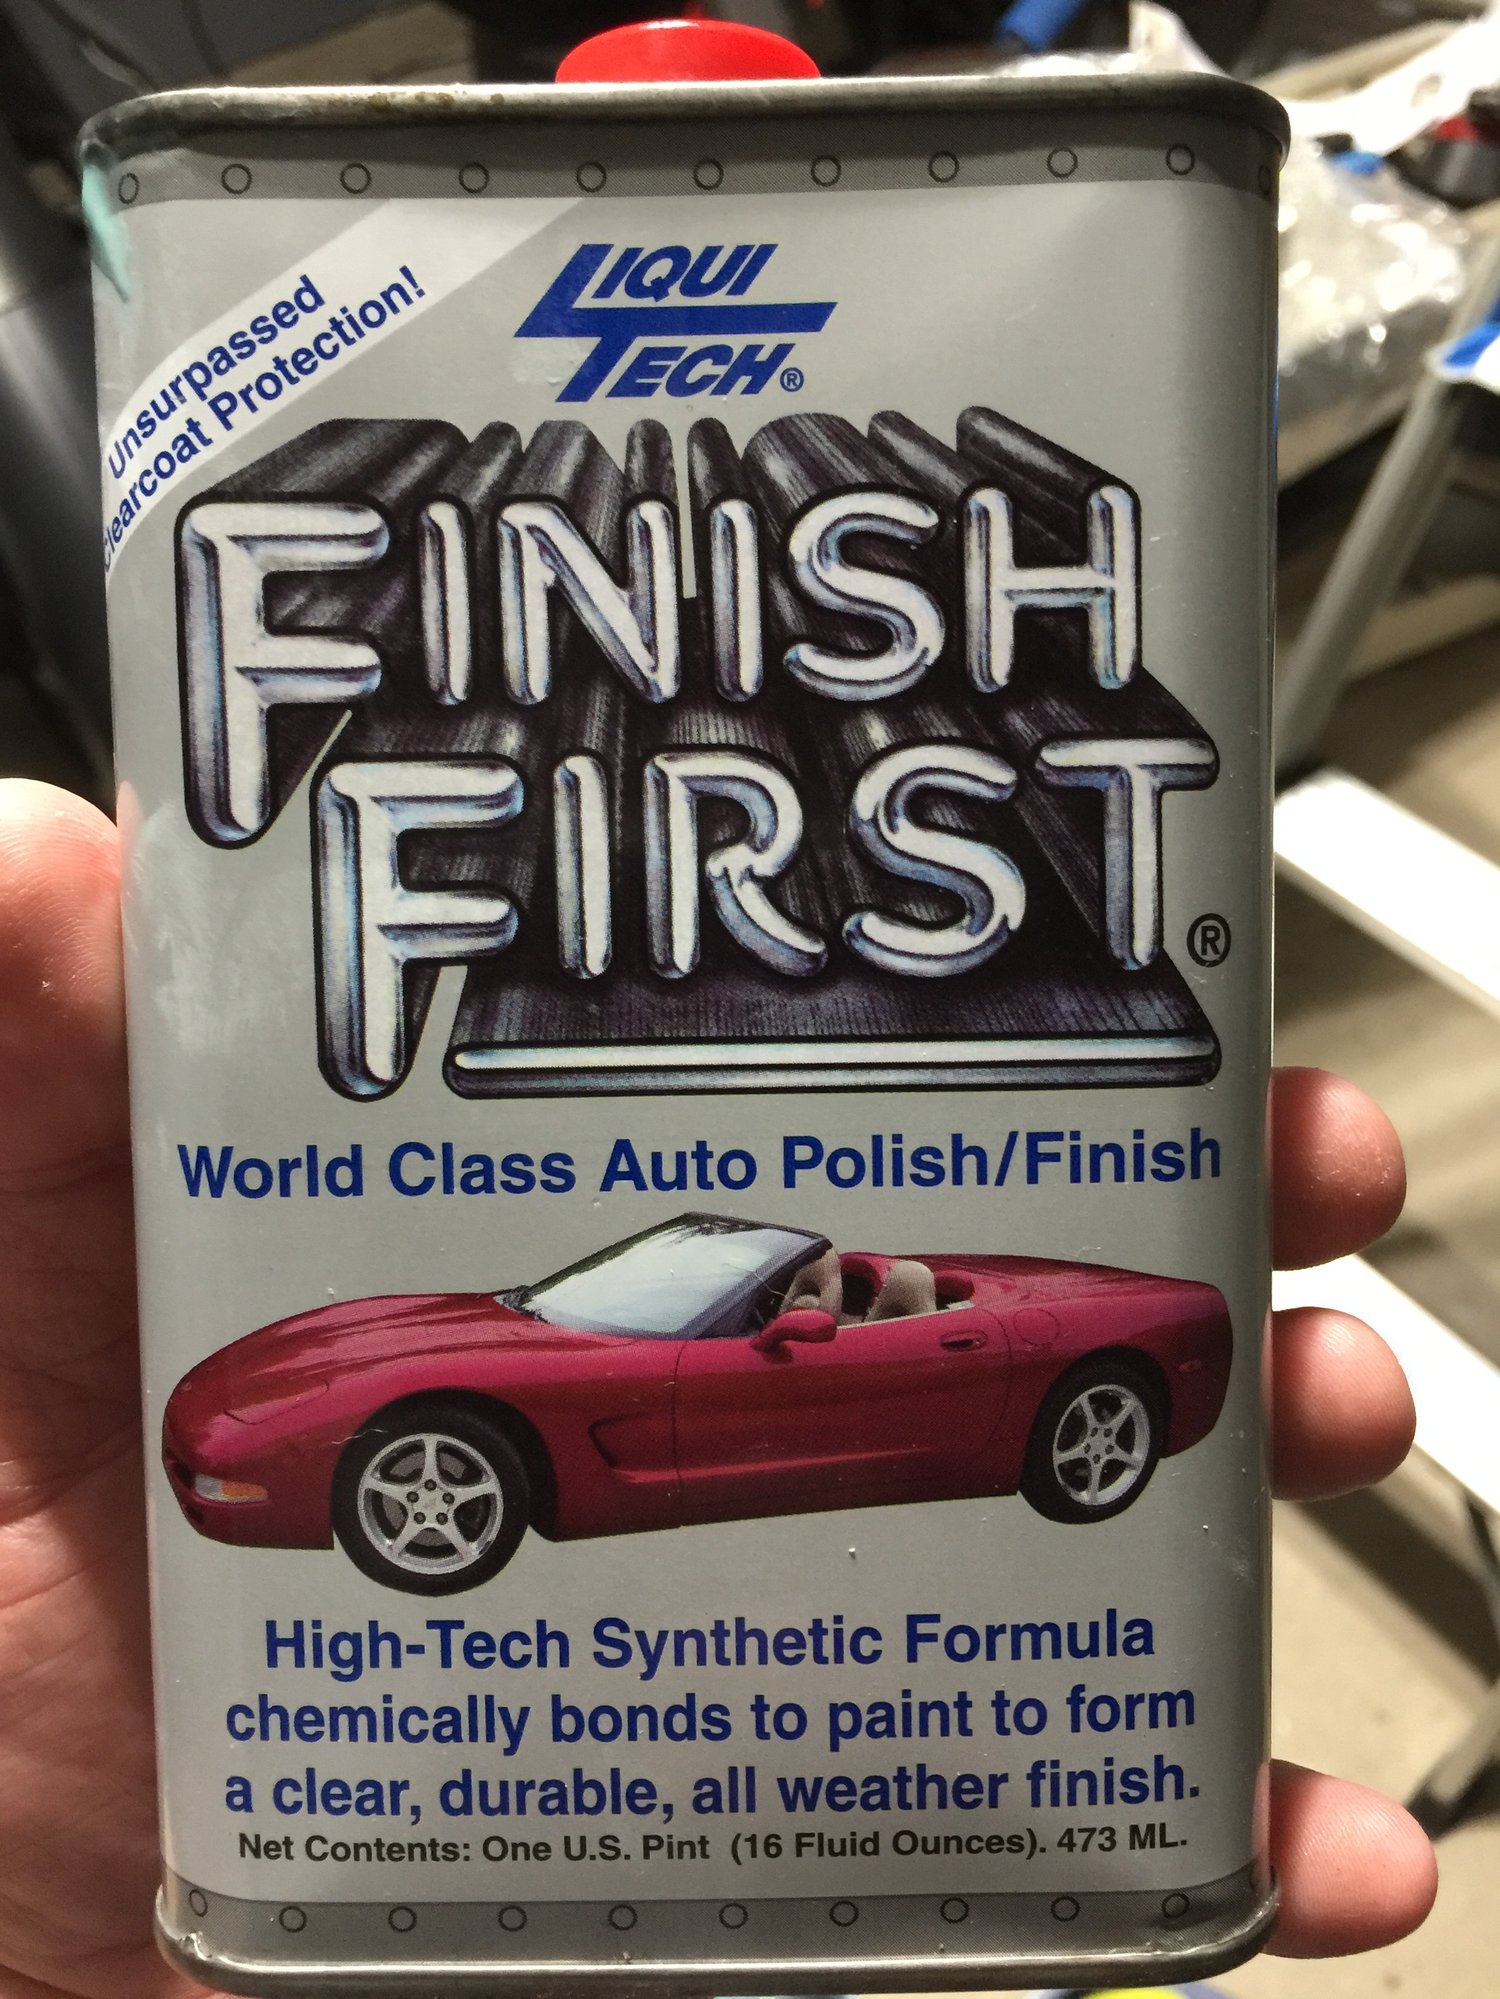 Unsurpassed
Clearcoat Protection!
LIQUI
TECH®
FINISH
FIRST®
World Class Auto Polish/Finish
High-Tech Synthetic Formula
chemically bonds to paint to form
a clear, durable, all weather finish.
Net Contents: One U.S. Pint (16 Fluid Ounces). 473 ML.